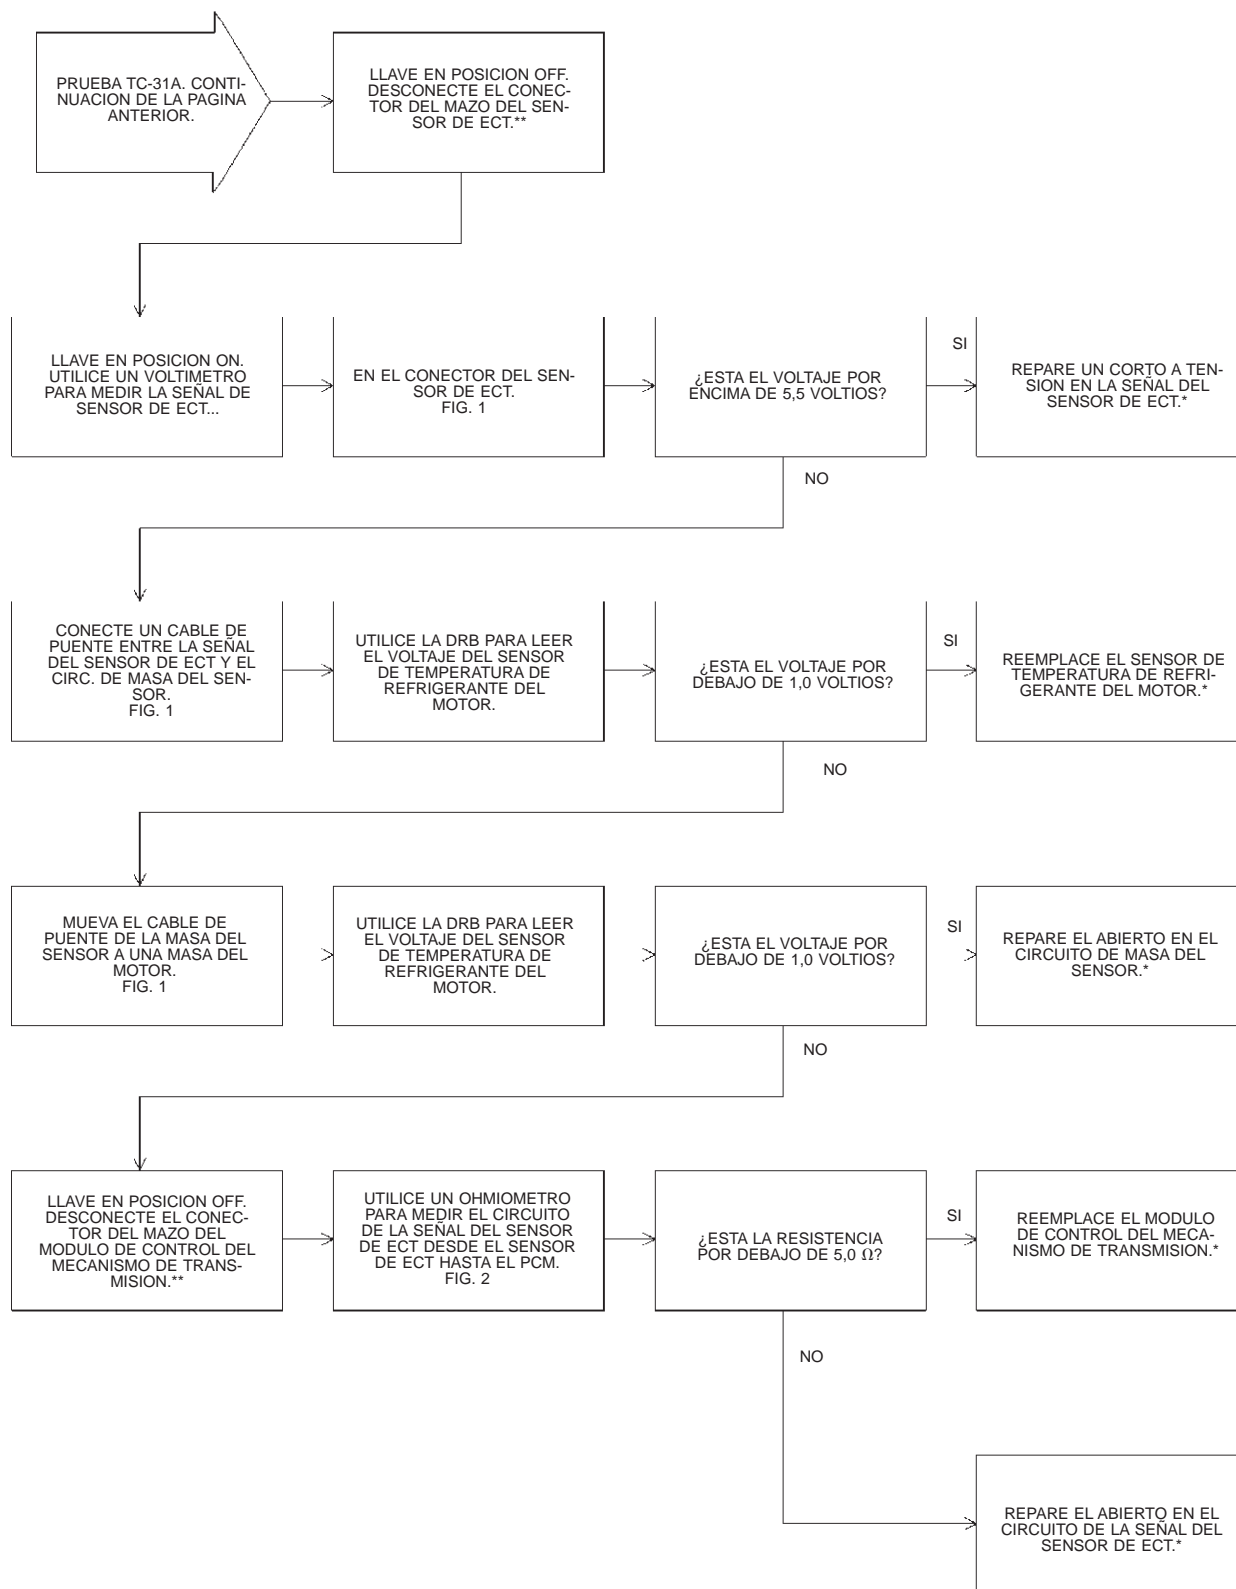 PRUEBA TC-31A. CONTI-
NUACION DE LA PAGINA
ANTERIOR.
LLAVE EN POSICION OFF.
DESCONECTE EL CONEC-
TOR DEL MAZO DEL SEN-
SOR DE ECT.**
LLAVE EN POSICION ON.
UTILICE UN VOLTIMETRO
PARA MEDIR LA SEÑAL DE
SENSOR DE ECT...
EN EL CONECTOR DEL SEN-
SOR DE ECT.
FIG. 1
¿ESTA EL VOLTAJE POR
ENCIMA DE 5,5 VOLTIOS?
SI
REPARE UN CORTO A TEN-
SION EN LA SEÑAL DEL
SENSOR DE ECT.*
NO
CONECTE UN CABLE DE
PUENTE ENTRE LA SEÑAL
DEL SENSOR DE ECT Y EL
CIRC. DE MASA DEL SEN-
SOR.
FIG. 1
UTILICE LA DRB PARA LEER
EL VOLTAJE DEL SENSOR
DE TEMPERATURA DE
REFRIGERANTE DEL
MOTOR.
¿ESTA EL VOLTAJE POR
DEBAJO DE 1,0 VOLTIOS?
SI
REEMPLACE EL SENSOR DE
TEMPERATURA DE REFRI-
GERANTE DEL MOTOR.*
NO
MUEVA EL CABLE DE
PUENTE DE LA MASA DEL
SENSOR A UNA MASA DEL
MOTOR.
FIG. 1
UTILICE LA DRB PARA LEER
EL VOLTAJE DEL SENSOR
DE TEMPERATURA DE
REFRIGERANTE DEL
MOTOR.
¿ESTA EL VOLTAJE POR
DEBAJO DE 1,0 VOLTIOS?
SI
REPARE EL ABIERTO EN EL
CIRCUITO DE MASA DEL
SENSOR.*
NO
LLAVE EN POSICION OFF.
DESCONECTE EL CONEC-
TOR DEL MAZO DEL
MODULO DE CONTROL DEL
MECANISMO DE TRANS-
MISION.**
UTILICE UN OHMIOMETRO
PARA MEDIR EL CIRCUITO
DE LA SEÑAL DEL SENSOR
DE ECT DESDE EL SENSOR
DE ECT HASTA EL PCM.
FIG. 2
¿ESTA LA RESISTENCIA
POR DEBAJO DE 5,0 Ω?
SI
REEMPLACE EL MODULO
DE CONTROL DEL MECA-
NISMO DE TRANSMISION.*
NO
REPARE EL ABIERTO EN EL
CIRCUITO DE LA SEÑAL DEL
SENSOR DE ECT.*